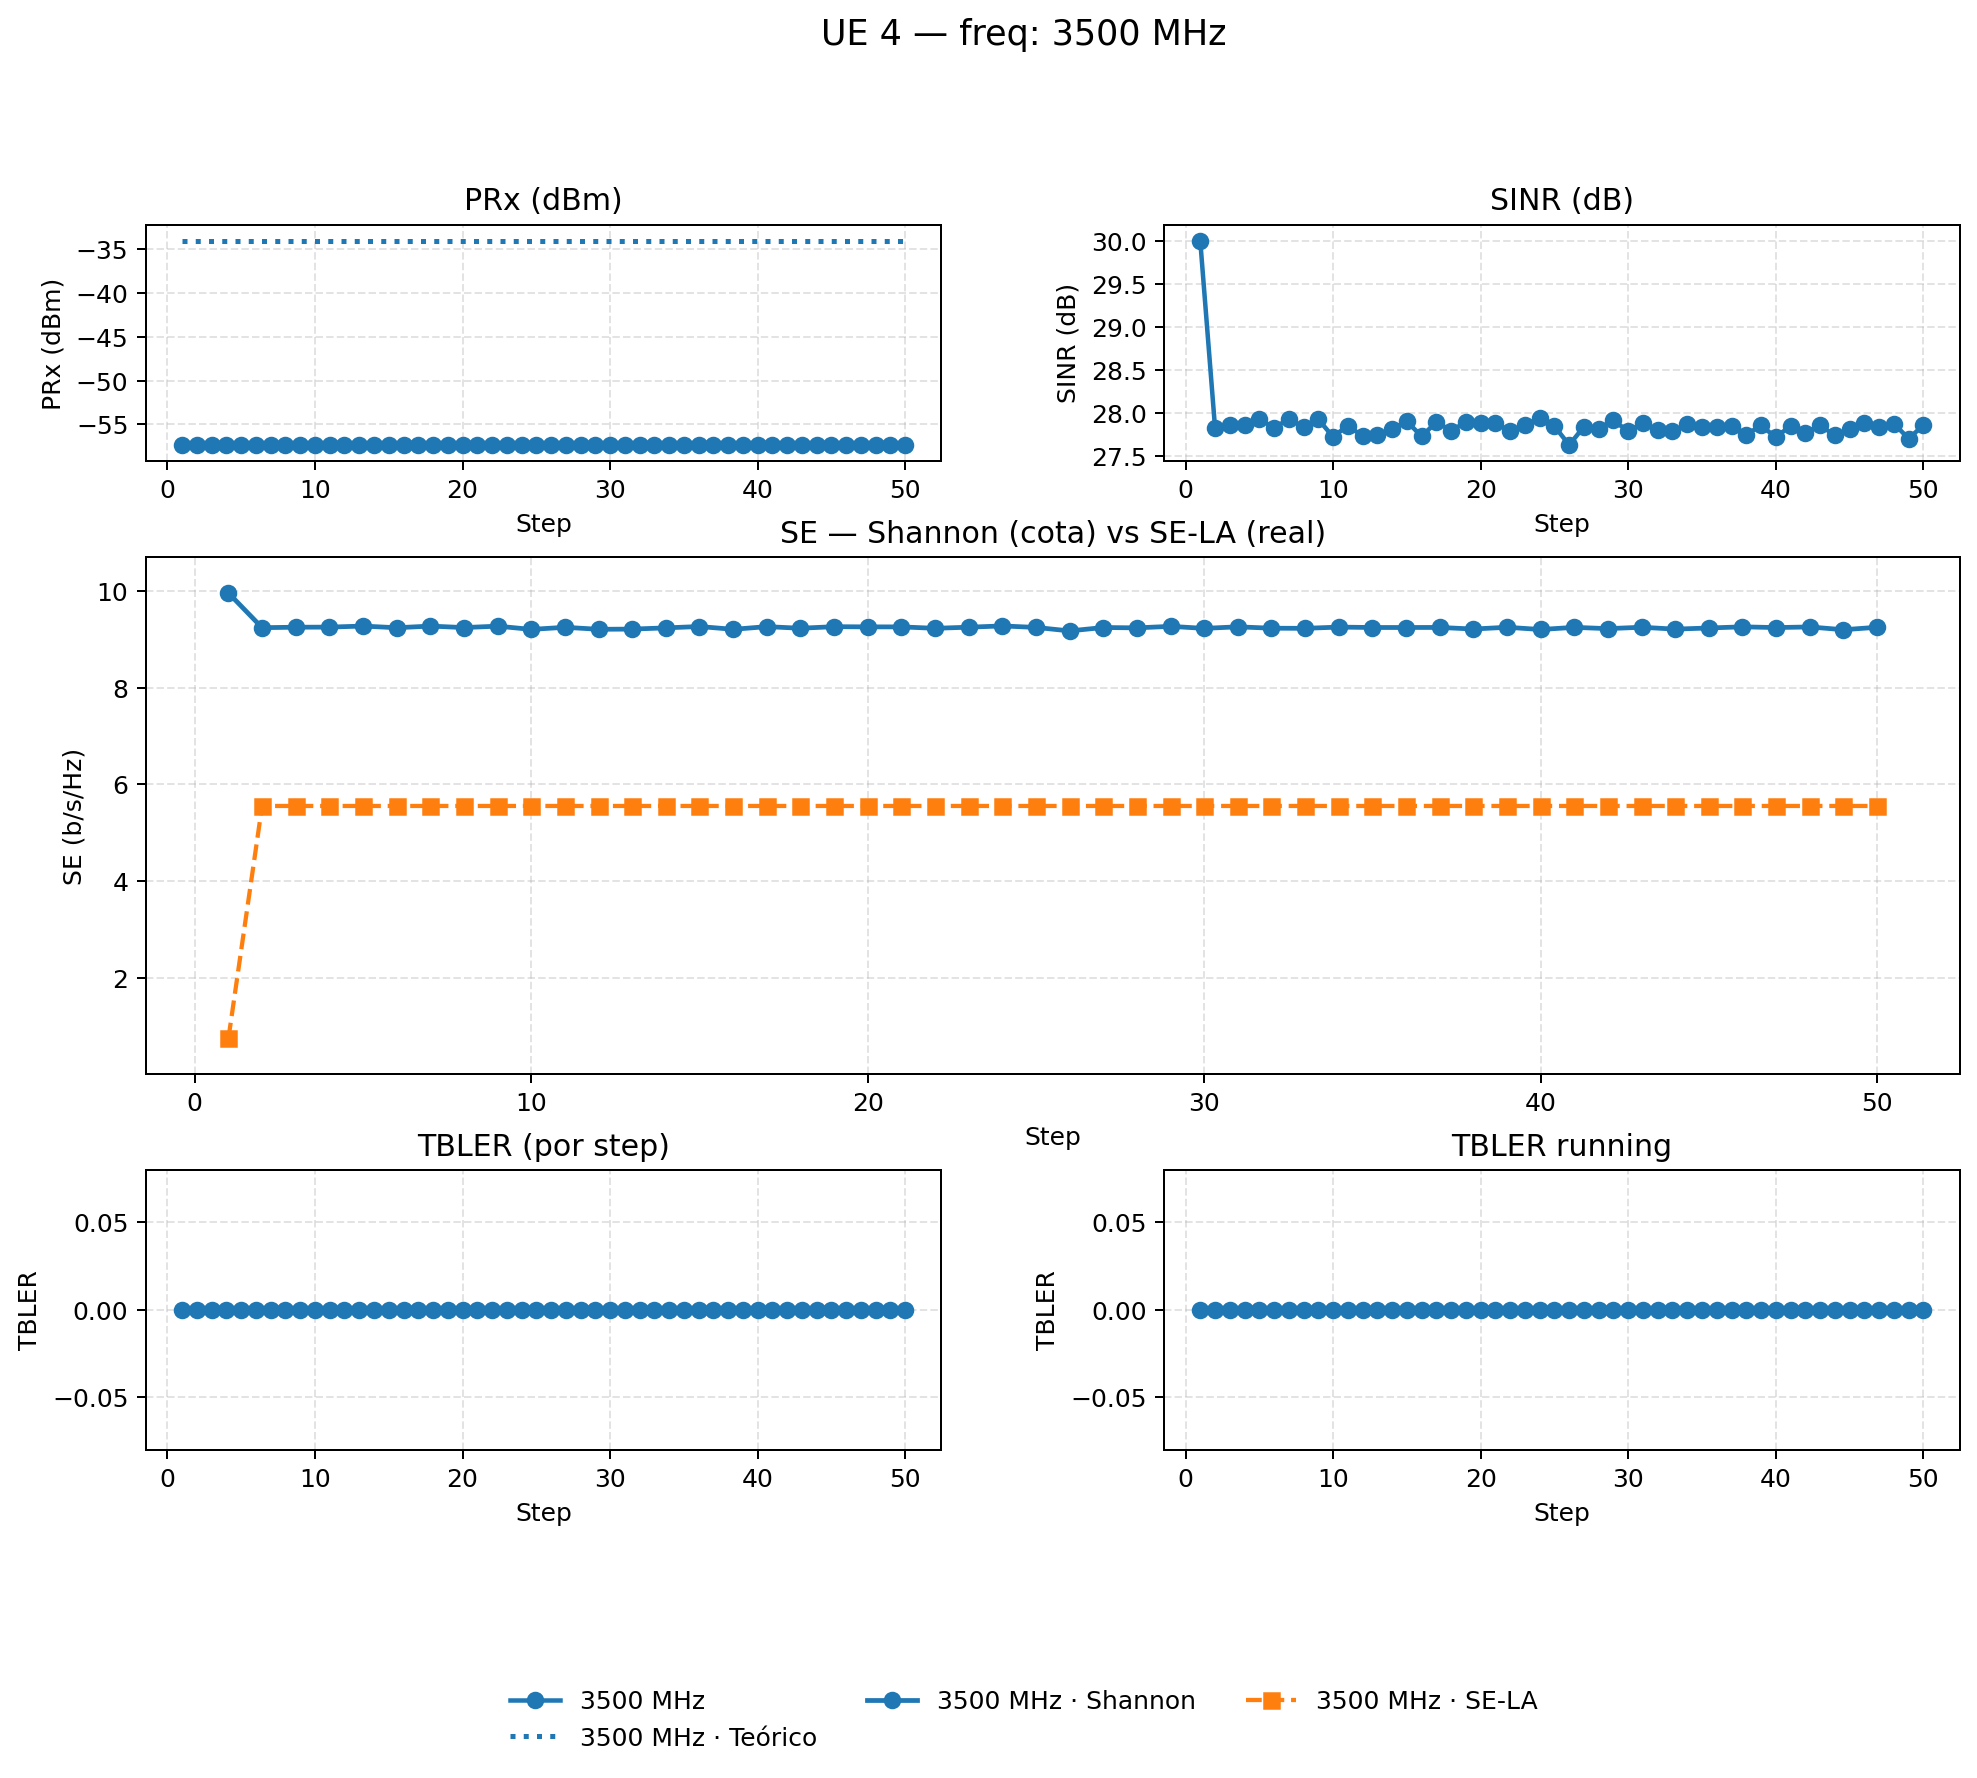 UE 4 — freq: 3500 MHz
PRx (dBm)
PRx (dBm)
−35
−40
−45
−50
−55
0 10 20 30 40 50
Step
SINR (dB)
SINR (dB)
30.0
29.5
29.0
28.5
28.0
27.5
0 10 20 30 40 50
Step
SE — Shannon (cota) vs SE-LA (real)
SE (b/s/Hz)
10
8
6
4
2
0 10 20 30 40 50
Step
TBLER (por step)
TBLER
0.05
0.00
−0.05
0 10 20 30 40 50
Step
TBLER running
TBLER
0.05
0.00
−0.05
0 10 20 30 40 50
Step
3500 MHz
3500 MHz · Teórico
3500 MHz · Shannon
3500 MHz · SE-LA